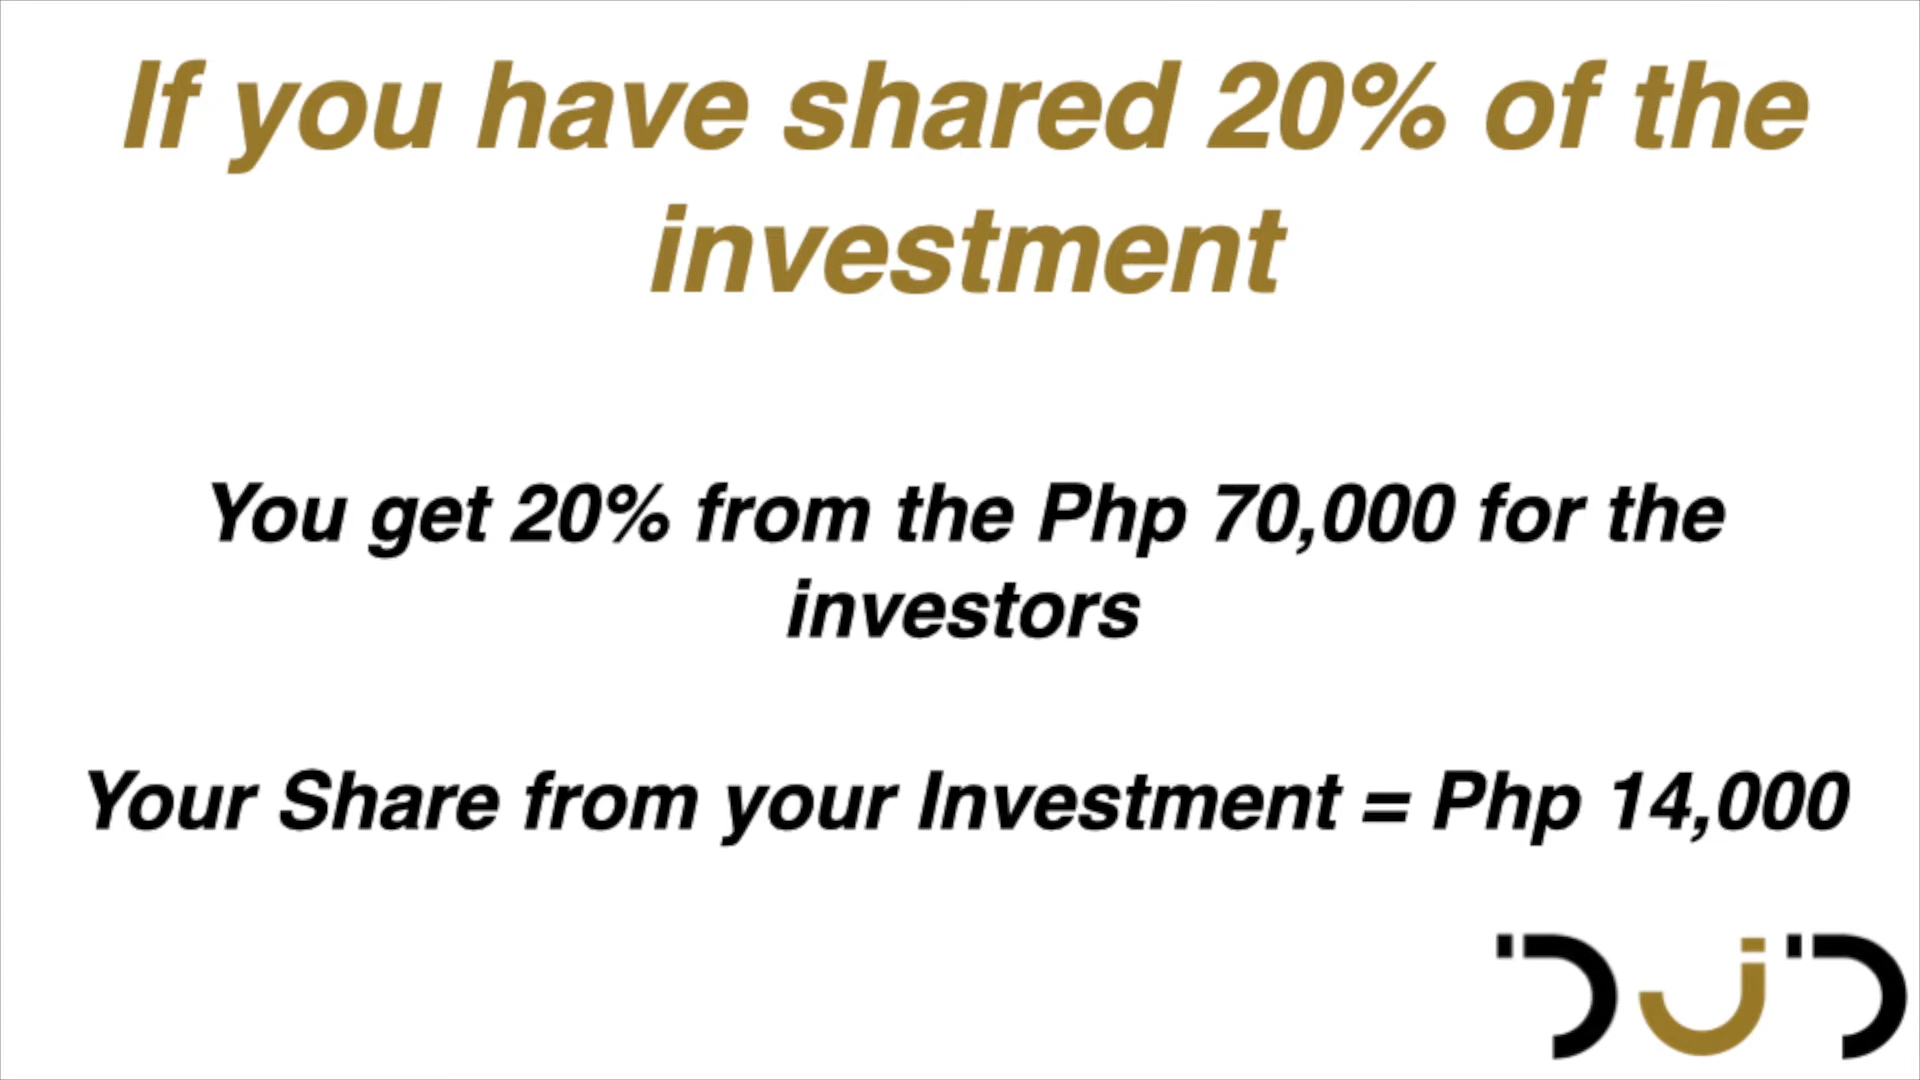 If you have shared 20% of the
investment
You get 20% from the Php 70,000 for the
investors
Your Share from your Investment = Php 14,000
DJD